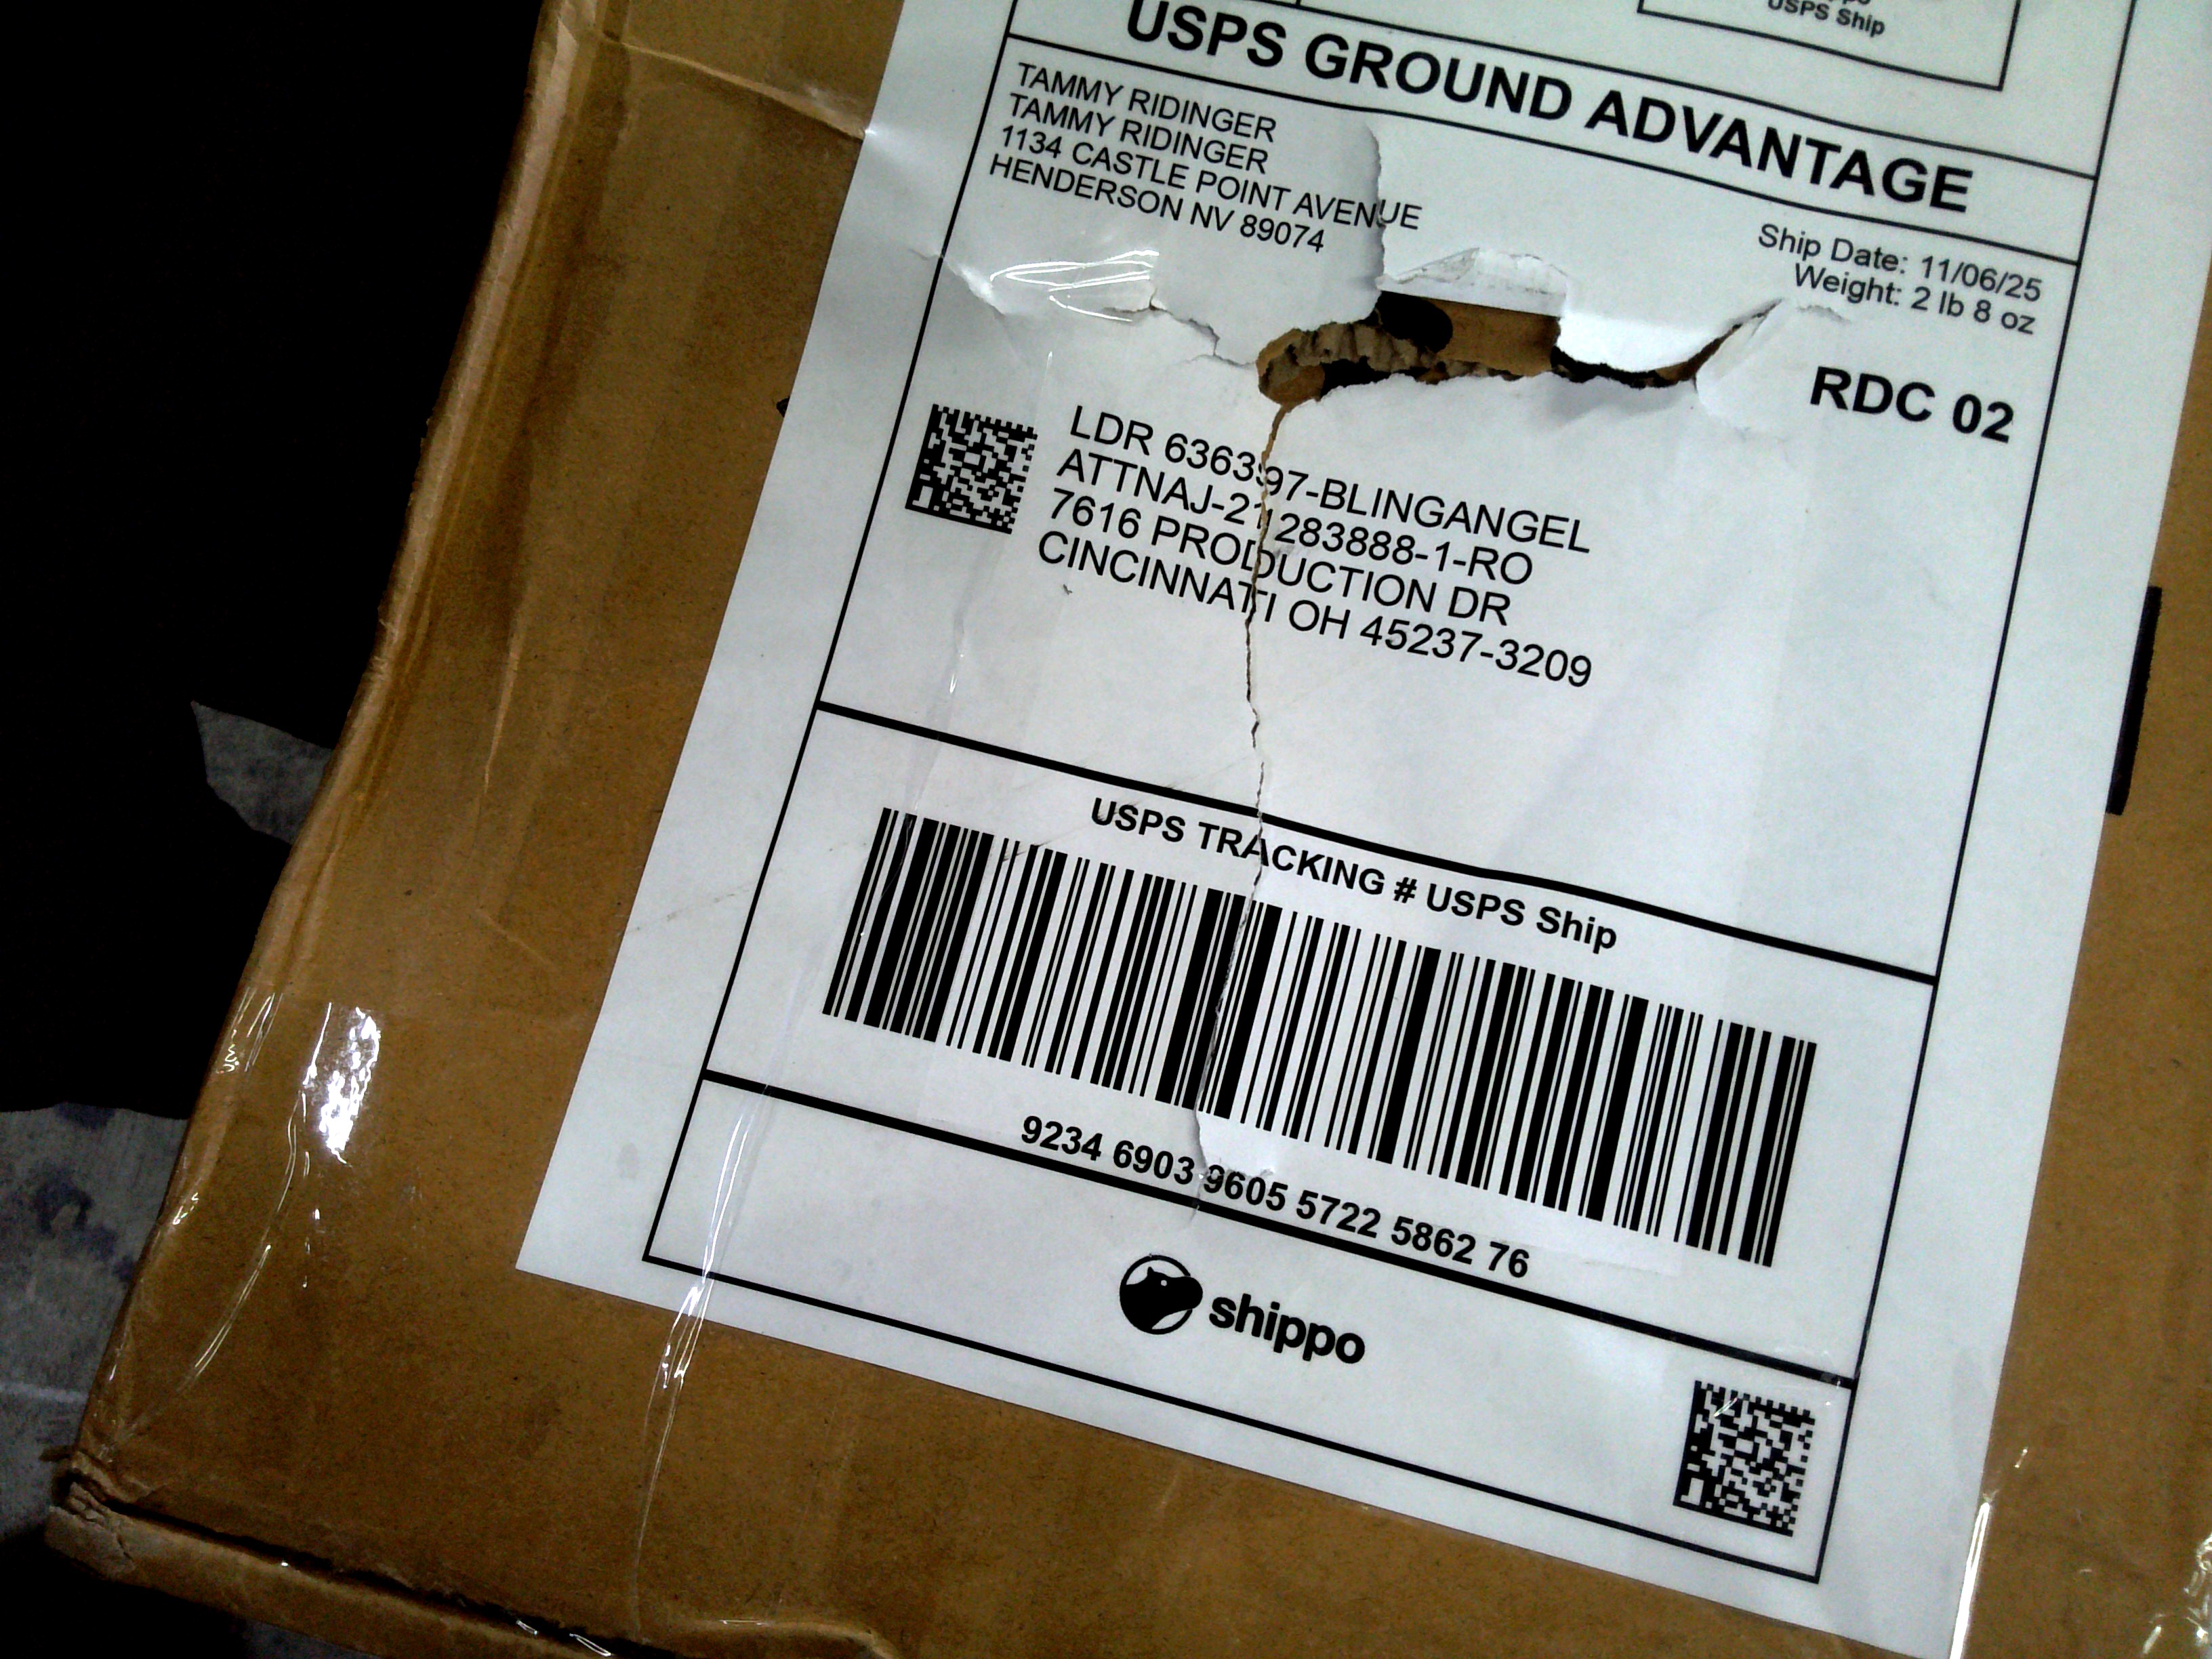 USPS Ship
USPS GROUND ADVANTAGE
TAMMY RIDINGER
TAMMY RIDINGER
1134 CASTLE POINT AVENUE
HENDERSON NV 89074
Ship Date: 11/06/25
Weight: 2 lb 8 oz
RDC 02
LDR 636397-BLINGANGEL
ATTNAJ-21283888-1-RO
7616 PRODUCTION DR
CINCINNATI OH 45237-3209
USPS TRACKING # USPS Ship
9234 6903 9605 5722 5862 76
shippo